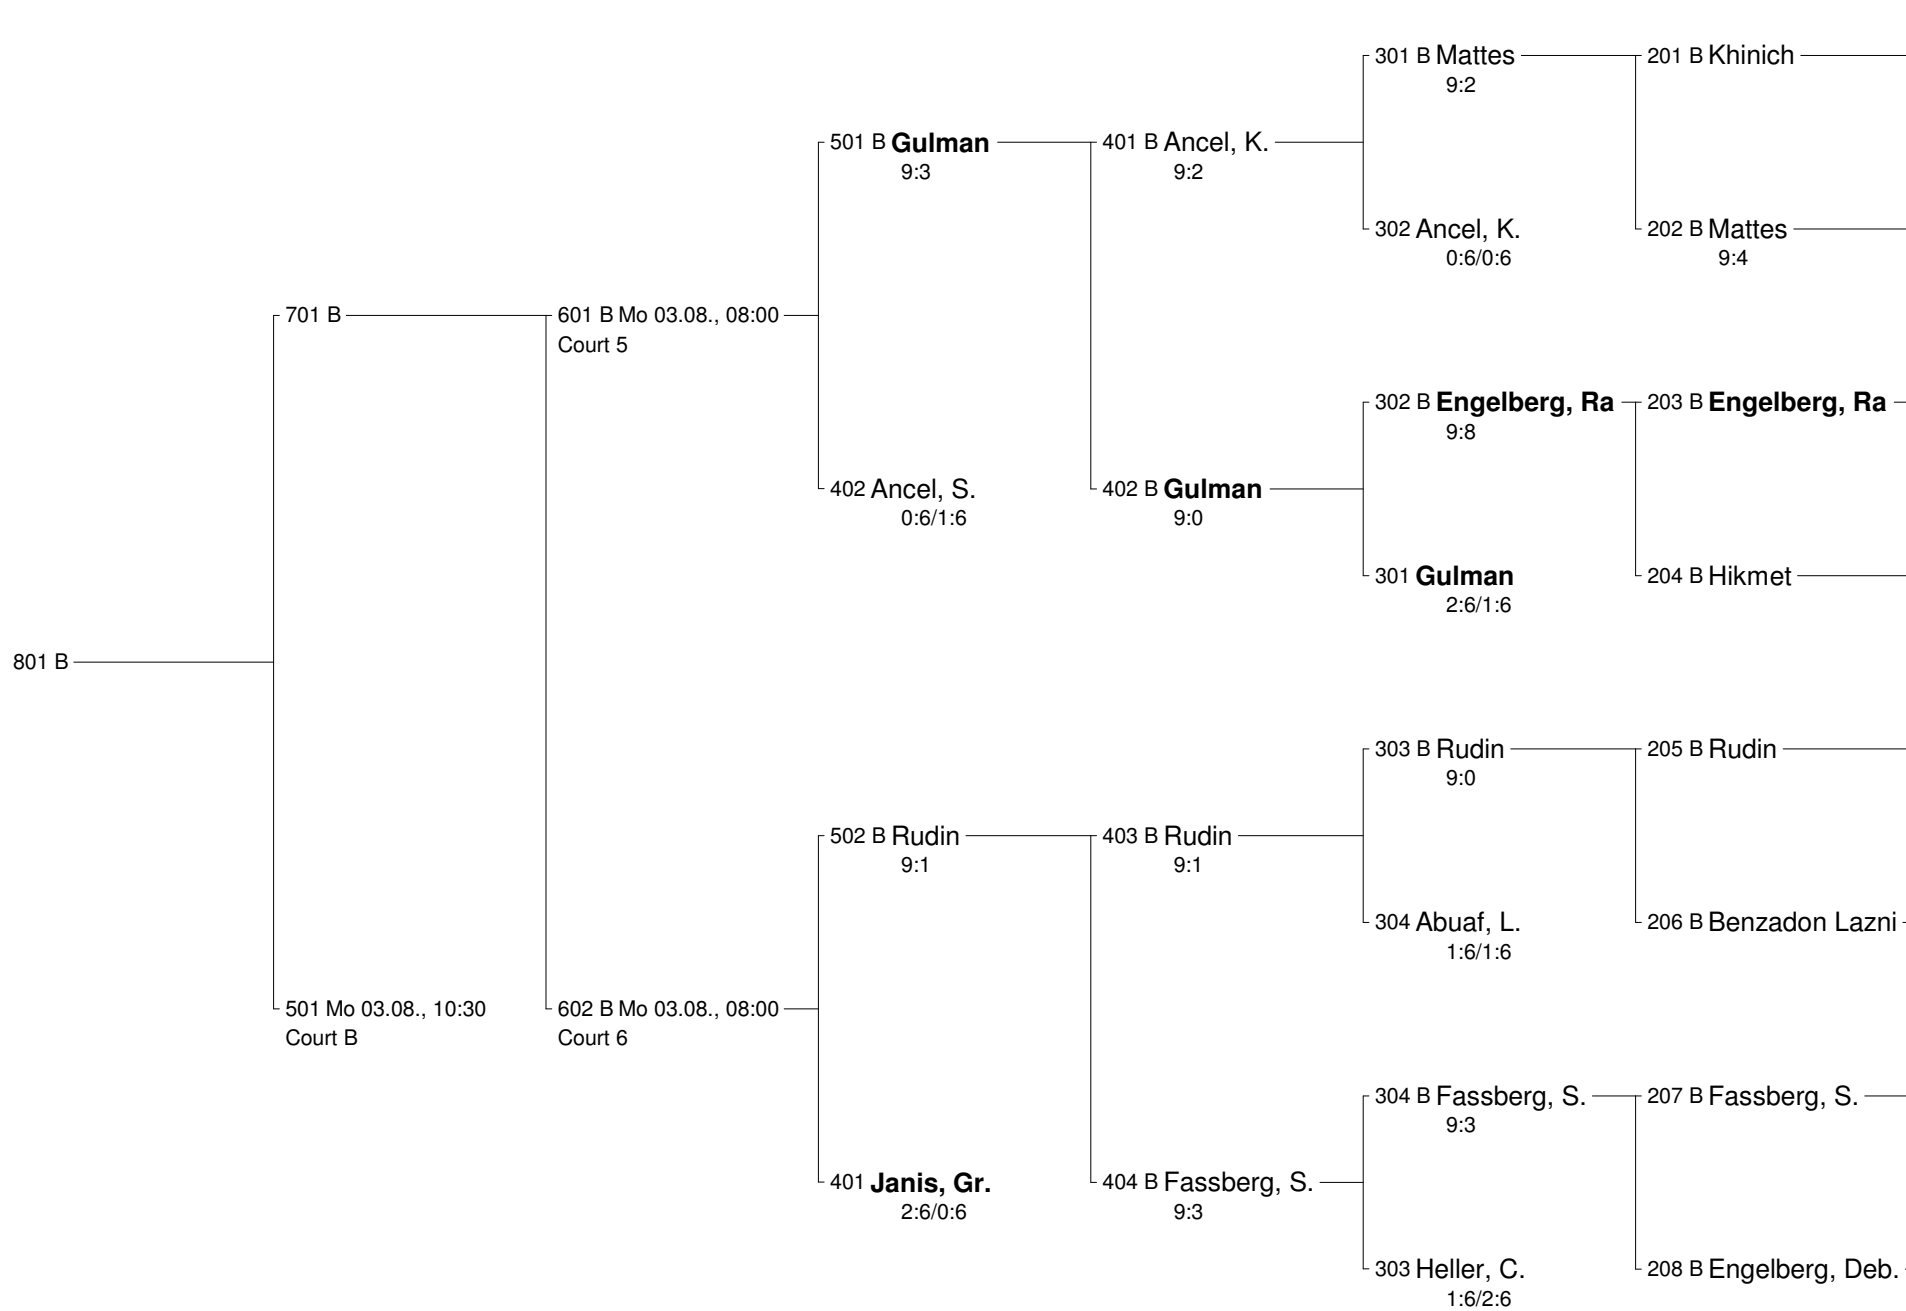 301 B Mattes
9:2
201 B Khinich
501 B Gulman
9:3
401 B Ancel, K.
9:2
302 Ancel, K.
0:6/0:6
202 B Mattes
9:4
701 B
601 B Mo 03.08., 08:00
Court 5
302 B Engelberg, Ra
9:8
203 B Engelberg, Ra
402 Ancel, S.
0:6/1:6
402 B Gulman
9:0
301 Gulman
2:6/1:6
204 B Hikmet
801 B
303 B Rudin
9:0
205 B Rudin
502 B Rudin
9:1
403 B Rudin
9:1
304 Abuaf, L.
1:6/1:6
206 B Benzadon Lazni
501 Mo 03.08., 10:30
Court B
602 B Mo 03.08., 08:00
Court 6
304 B Fassberg, S.
9:3
207 B Fassberg, S.
401 Janis, Gr.
2:6/0:6
404 B Fassberg, S.
9:3
303 Heller, C.
1:6/2:6
208 B Engelberg, Deb.